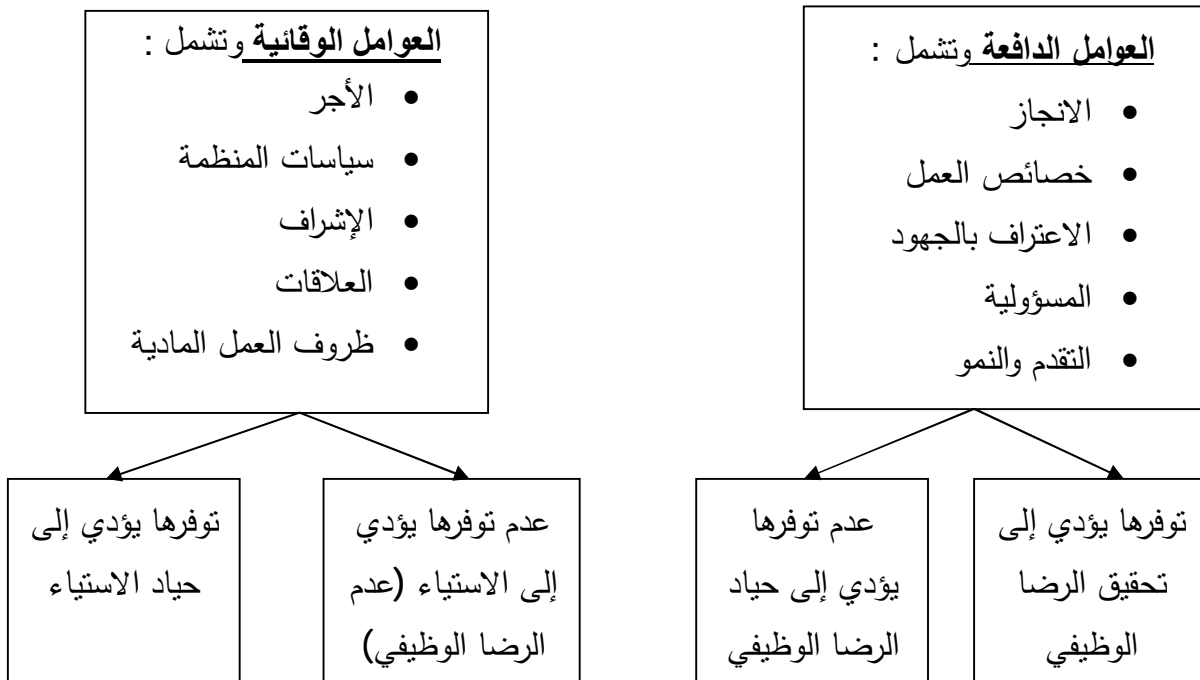 العوامل الدافعة وتشمل :
• الانجاز
• خصائص العمل
• الاعتراف بالجهود
• المسؤولية
• التقدم والنمو
العوامل الوقائية وتشمل :
• الأجر
• سياسات المنظمة
• الإشراف
• العلاقات
• ظروف العمل المادية
توفرها يؤدي إلى
تحقيق الرضا
الوظيفي
عدم توفرها
يؤدي إلى حياد
الرضا الوظيفي
عدم توفرها يؤدي
إلى الاستياء (عدم
الرضا الوظيفي)
توفرها يؤدي إلى
حياد الاستياء